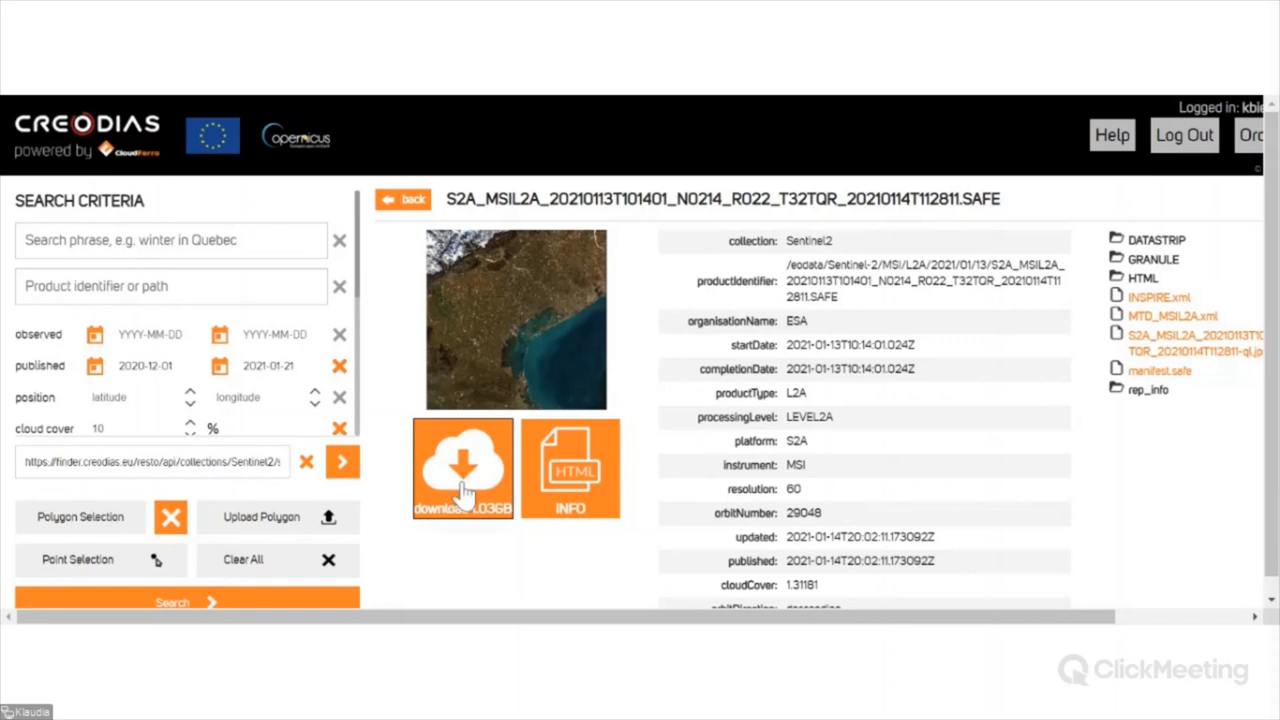 Logged in: kbie
CREODIAS
powered by CloudFerro
opernicus
Help
Log Out
Orc
SEARCH CRITERIA
Search phrase, e.g. winter in Quebec
Product identifier or path
observed YYYY-MM-DD YYYY-MM-DD
published 2020-12-01 2021-01-21
position latitude longitude
cloud cover 10 %
https://finder.creodias.eu/resto/api/collections/Sentinel2/s
Polygon Selection
Upload Polygon
Point Selection
Clear All
Search
back
S2A_MSIL2A_20210113T101401_N0214_R022_T32TQR_20210114T112811.SAFE
HTML
INFO
collection: Sentinel2
productIdentifier: /eodata/Sentinel-2/MSI/L2A/2021/01/13/S2A_MSIL2A_
20210113T101401_N0214_R022_T32TQR_20210114T11
2811.SAFE
organisationName: ESA
startDate: 2021-01-13T10:14:01.024Z
completionDate: 2021-01-13T10:14:01.024Z
productType: L2A
processingLevel: LEVEL2A
platform: S2A
instrument: MSI
resolution: 60
orbitNumber: 29048
updated: 2021-01-14T20:02:11.173092Z
published: 2021-01-14T20:02:11.173092Z
cloudCover: 1.31181
DATASTRIP
GRANULE
HTML
INSPIRE.xml
MTD_MSIL2A.xml
S2A_MSIL2A_20210113T10
TQR_20210114T112811-ql.jp
manifest.safe
rep_info
ClickMeeting
Klaudia